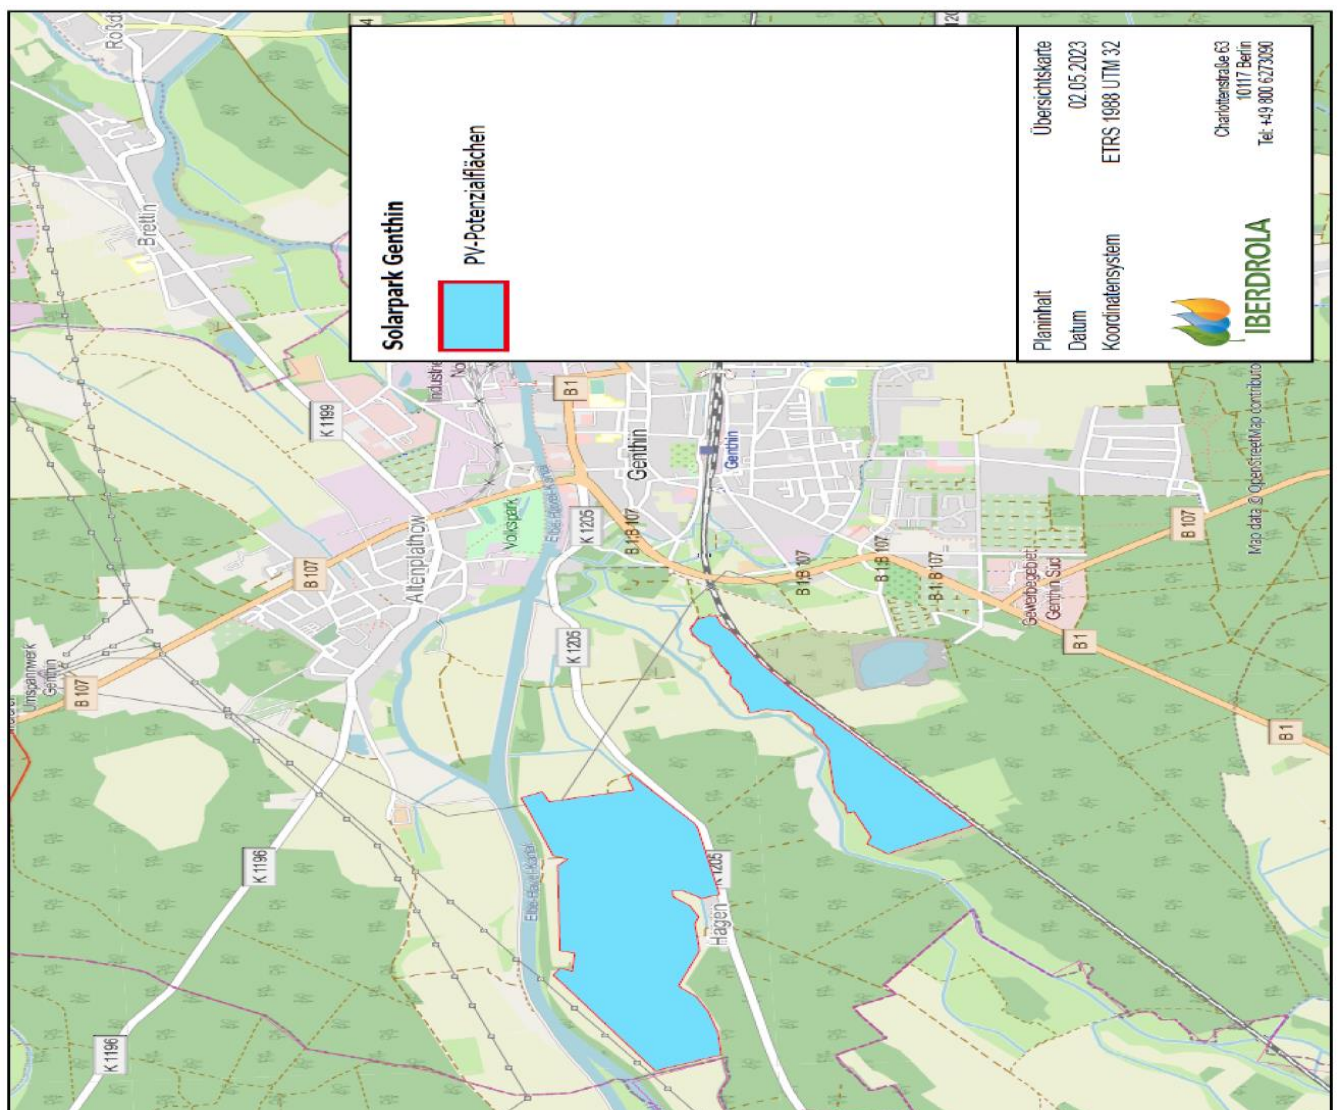 Solarpark Genthin
PV-Potenzialflächen
Planinhalt Übersichtskarte
Datum 02.05.2023
Koordinatensystem ETRS 1988 UTM 32
IBERDROLA
Charlottenstraße 63
10117 Berlin
Tel: +49 800 6273090
Brettin
K 1199
B 107
Umspannwerk
Genthin
B 107
Altenplathow
Volkspark
Industrie
No
B 1
Genthin
Genthin
Elbe-Havel-Kanal
K 1205
B 1;B 107
K 1205
B 1;B 107
B 1;B 107
B 1; B 107
Gewerbegebiet
Genthin Süd
B 107
B 1
B 1
K 1196
K 1196
Elbe-Havel-Kanal
K 1205
Hagen
Map data © OpenStreetMap contributo